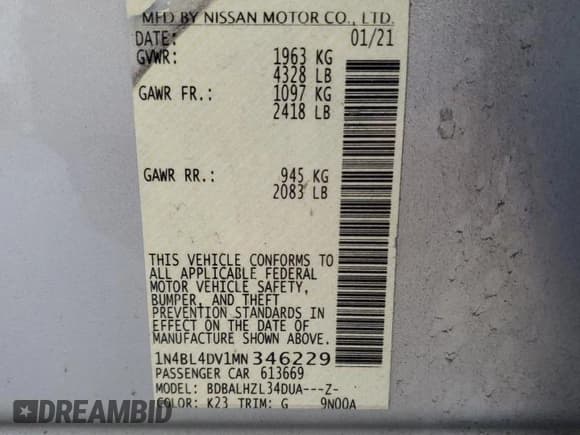 MFD BY NISSAN MOTOR CO., LTD.
DATE: 01/21
GVWR: 1963 KG
4328 LB
GAWR FR.: 1097 KG
2418 LB
GAWR RR.: 945 KG
2083 LB
THIS VEHICLE CONFORMS TO
ALL APPLICABLE FEDERAL
MOTOR VEHICLE SAFETY,
BUMPER, AND THEFT
PREVENTION STANDARDS IN
EFFECT ON THE DATE OF
MANUFACTURE SHOWN ABOVE.
1N4BL4DV1MN346229
PASSENGER CAR 613669
MODEL: BDBALHZL34DUA---Z-
COLOR: K23 TRIM: G 9N00A
RAW AutoBid